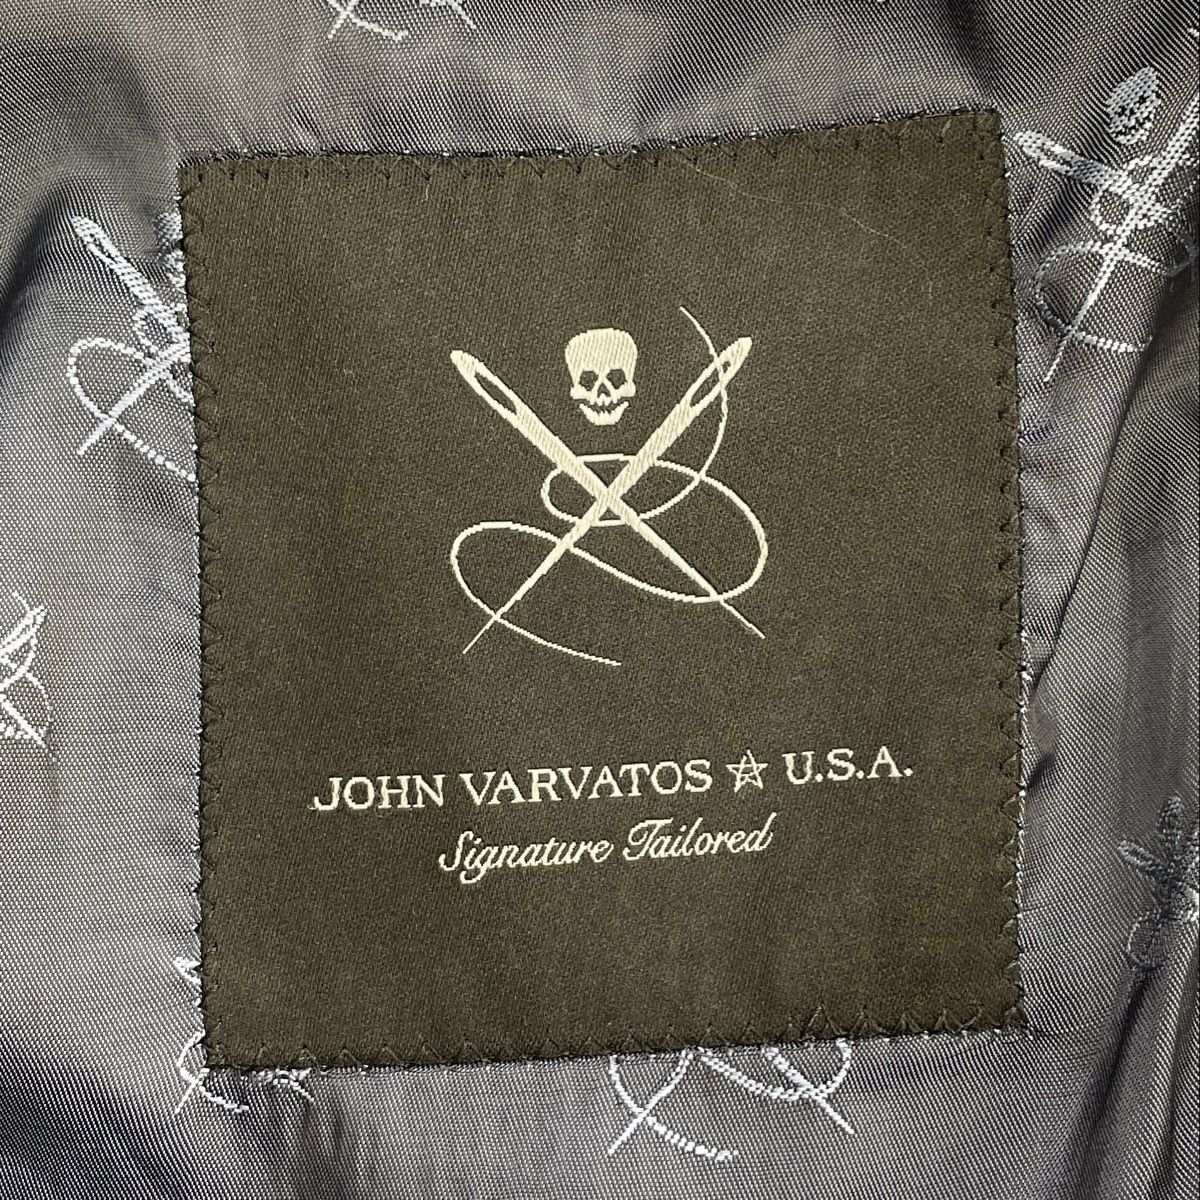 JOHN VARVATOS ☆ U.S.A.
Signature Tailored